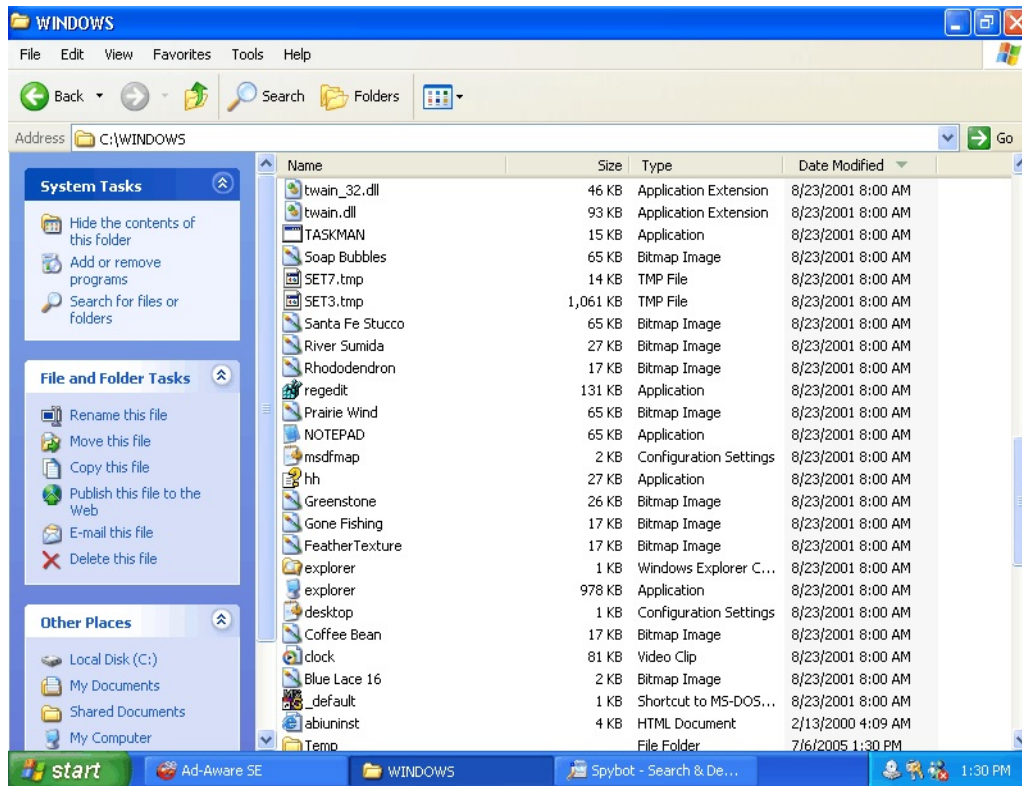 WINDOWS
File Edit View Favorites Tools Help
Back Search Folders
Address C:\WINDOWS Go
System Tasks
Hide the contents of
this folder
Add or remove
programs
Search for files or
folders
File and Folder Tasks
Rename this file
Move this file
Copy this file
Publish this file to the
Web
E-mail this file
Delete this file
Other Places
Local Disk (C:)
My Documents
Shared Documents
My Computer
Name Size Type Date Modified
twain_32.dll 46 KB Application Extension 8/23/2001 8:00 AM
twain.dll 93 KB Application Extension 8/23/2001 8:00 AM
TASKMAN 15 KB Application 8/23/2001 8:00 AM
Soap Bubbles 65 KB Bitmap Image 8/23/2001 8:00 AM
SET7.tmp 14 KB TMP File 8/23/2001 8:00 AM
SET3.tmp 1,061 KB TMP File 8/23/2001 8:00 AM
Santa Fe Stucco 65 KB Bitmap Image 8/23/2001 8:00 AM
River Sumida 27 KB Bitmap Image 8/23/2001 8:00 AM
Rhododendron 17 KB Bitmap Image 8/23/2001 8:00 AM
regedit 131 KB Application 8/23/2001 8:00 AM
Prairie Wind 65 KB Bitmap Image 8/23/2001 8:00 AM
NOTEPAD 65 KB Application 8/23/2001 8:00 AM
msdfmap 2 KB Configuration Settings 8/23/2001 8:00 AM
hh 27 KB Application 8/23/2001 8:00 AM
Greenstone 26 KB Bitmap Image 8/23/2001 8:00 AM
Gone Fishing 17 KB Bitmap Image 8/23/2001 8:00 AM
FeatherTexture 17 KB Bitmap Image 8/23/2001 8:00 AM
explorer 1 KB Windows Explorer C... 8/23/2001 8:00 AM
explorer 978 KB Application 8/23/2001 8:00 AM
desktop 1 KB Configuration Settings 8/23/2001 8:00 AM
Coffee Bean 17 KB Bitmap Image 8/23/2001 8:00 AM
clock 81 KB Video Clip 8/23/2001 8:00 AM
Blue Lace 16 2 KB Bitmap Image 8/23/2001 8:00 AM
_default 1 KB Shortcut to MS-DOS... 8/23/2001 8:00 AM
abiuninst 4 KB HTML Document 2/13/2000 4:09 AM
Temp File Folder 7/6/2005 1:30 PM
start Ad-Aware SE WINDOWS Spybot - Search & De... 1:30 PM